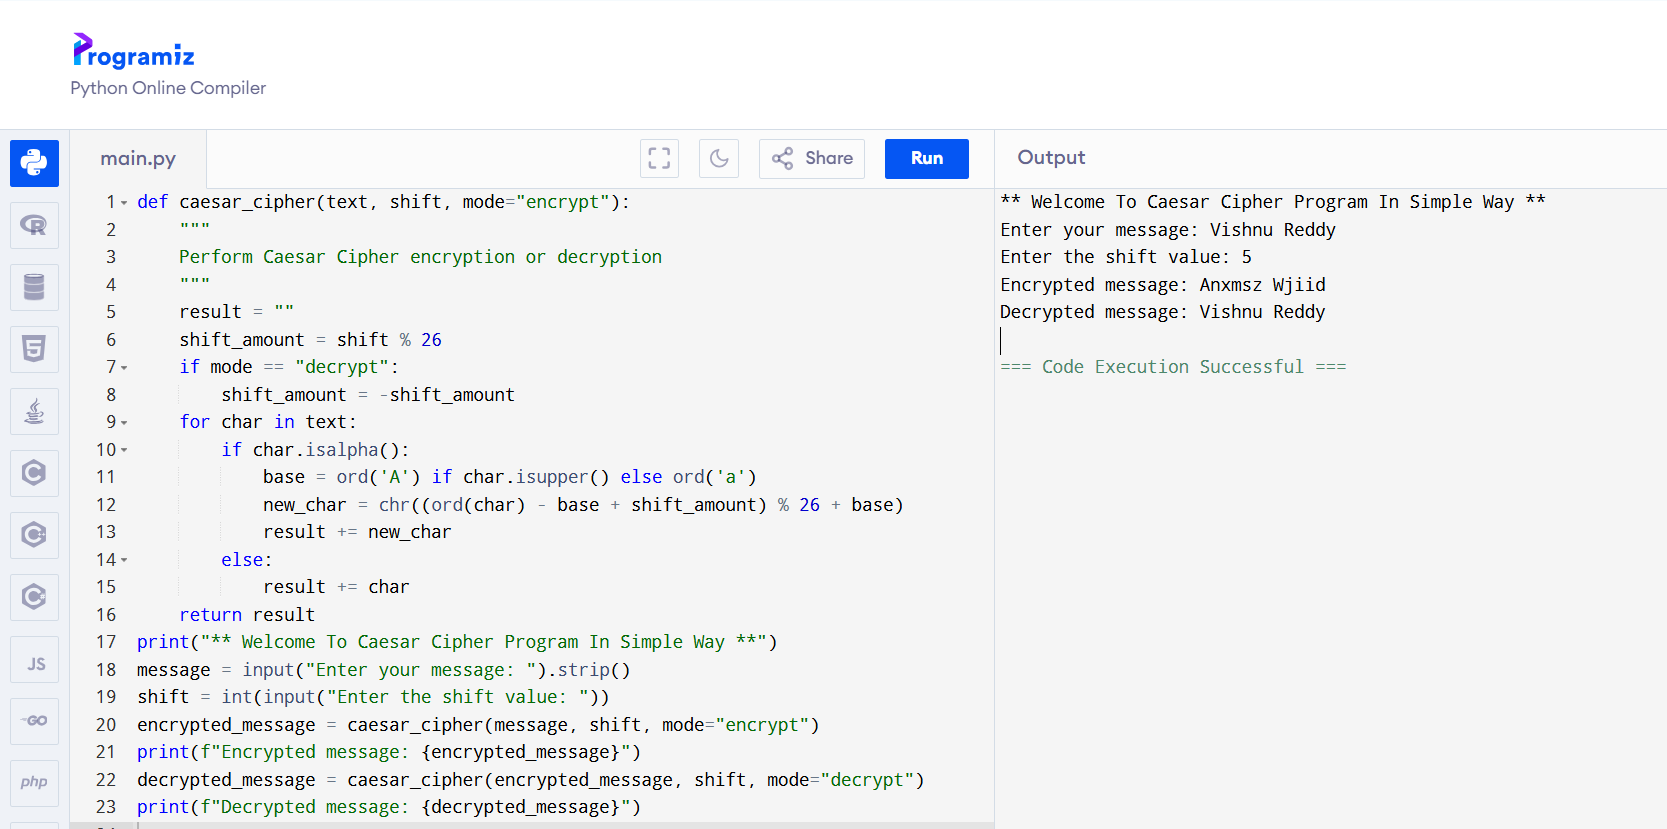 Programiz
Python Online Compiler
main.py
Share
Run
Output
1 def caesar_cipher(text, shift, mode="encrypt"):
2     """
3     Perform Caesar Cipher encryption or decryption
4     """
5     result = ""
6     shift_amount = shift % 26
7     if mode == "decrypt":
8         shift_amount = -shift_amount
9     for char in text:
10         if char.isalpha():
11             base = ord('A') if char.isupper() else ord('a')
12             new_char = chr((ord(char) - base + shift_amount) % 26 + base)
13             result += new_char
14         else:
15             result += char
16     return result
17 print("** Welcome To Caesar Cipher Program In Simple Way **")
18 message = input("Enter your message: ").strip()
19 shift = int(input("Enter the shift value: "))
20 encrypted_message = caesar_cipher(message, shift, mode="encrypt")
21 print(f"Encrypted message: {encrypted_message}")
22 decrypted_message = caesar_cipher(encrypted_message, shift, mode="decrypt")
23 print(f"Decrypted message: {decrypted_message}")
** Welcome To Caesar Cipher Program In Simple Way **
Enter your message: Vishnu Reddy
Enter the shift value: 5
Encrypted message: Anxmsz Wjiid
Decrypted message: Vishnu Reddy
=== Code Execution Successful ===
R
5
C
C
C
JS
GO
php